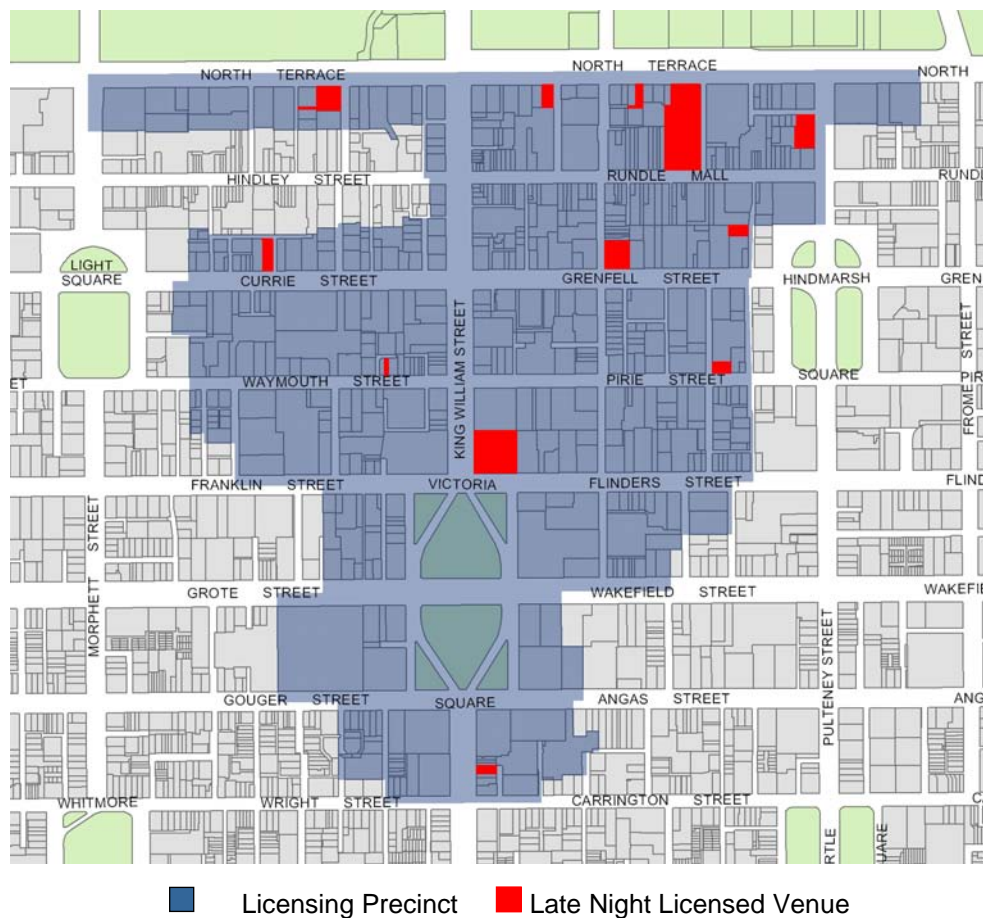 NORTH TERRACE
NORTH TERRACE
NORTH
HINDLEY STREET
RUNDLE MALL
RUNDL
LIGHT
SQUARE
CURRIE STREET
GRENFELL STREET
HINDMARSH
GREN
SQUARE
KING WILLIAM STREET
FROME STREET
WAYMOUTH STREET
PIRIE STREET
PIR
ET
FRANKLIN STREET
VICTORIA
FLINDERS STREET
FLIND
MORPHETT STREET
GROTE STREET
WAKEFIELD STREET
WAKEFIE
PULTENEY STREET
GOUGER STREET
SQUARE
ANGAS STREET
ANG
WHITMORE
WRIGHT STREET
CARRINGTON STREET
CA
RTLE
UARE
Licensing Precinct
Late Night Licensed Venue